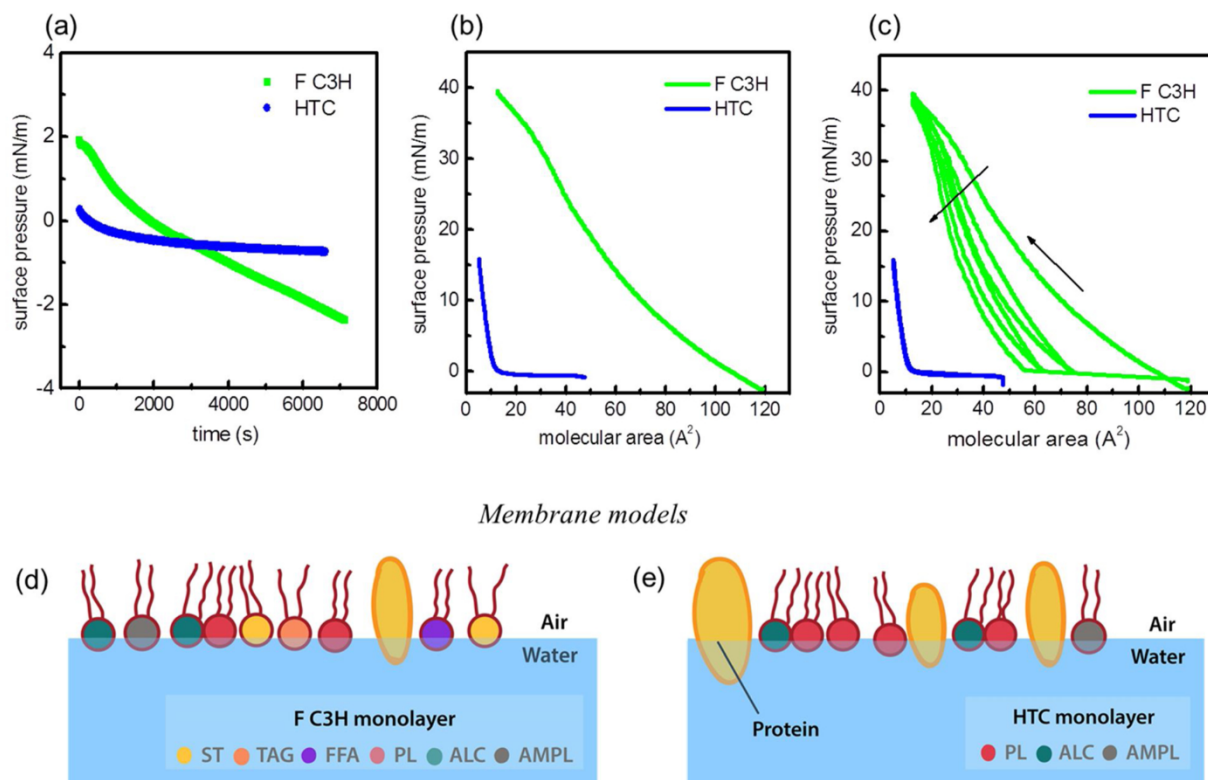 (a)
4
2
0
-2
-4
surface pressure (mN/m)
F C3H
HTC
0 2000 4000 6000 8000
time (s)
(b)
40
30
20
10
0
surface pressure (mN/m)
F C3H
HTC
0 20 40 60 80 100 120
molecular area (A²)
(c)
40
30
20
10
0
surface pressure (mN/m)
F C3H
HTC
0 20 40 60 80 100 120
molecular area (A²)
Membrane models
(d)
Air
Water
F C3H monolayer
ST TAG FFA PL ALC AMPL
(e)
Air
Water
Protein
HTC monolayer
PL ALC AMPL